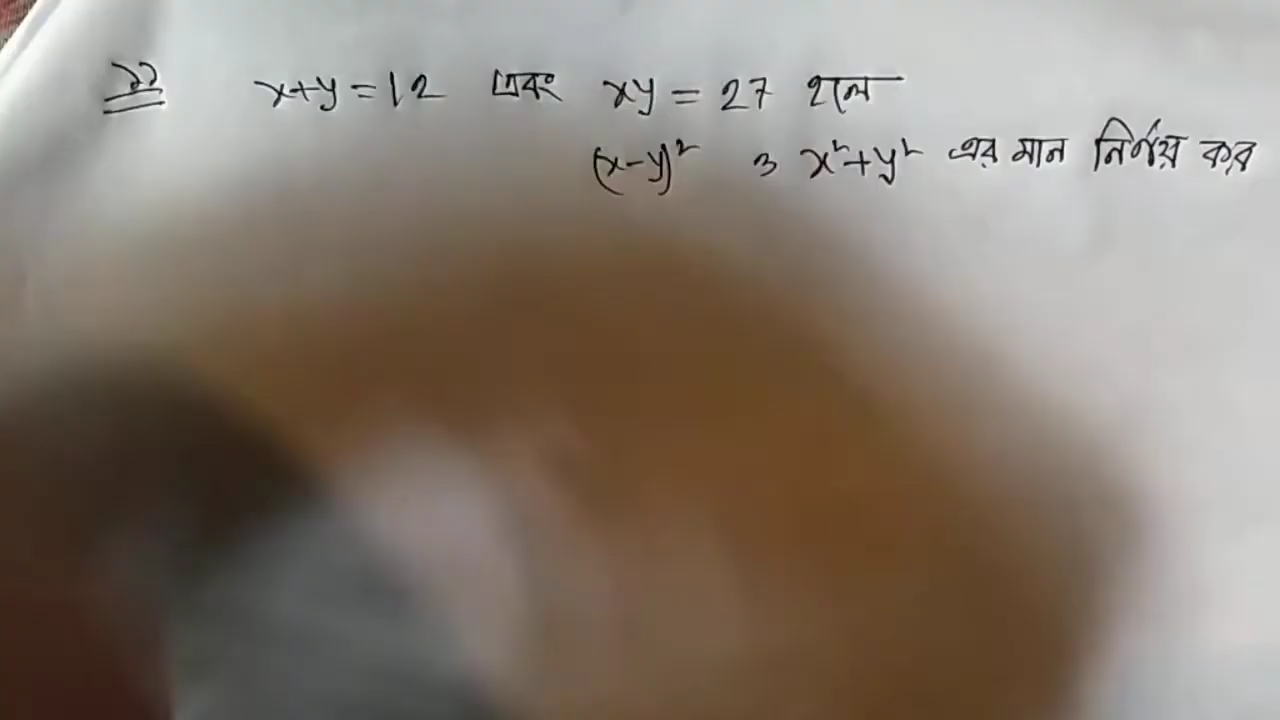 ১১ x+y=12 এবং xy = 27 হলে
(x-y)² ও x²+y² এর মান নির্ণয় কর